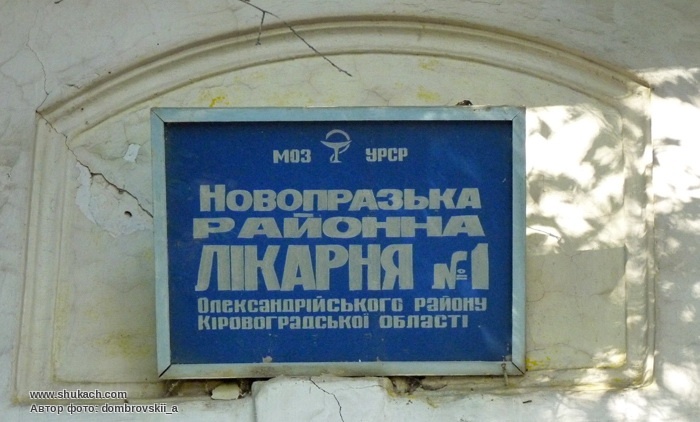 МОЗ УРСР
Новопразька
районна
лікарня №1
Олександрійського району
Кіровоградської області
www.shukach.com
Автор фото: dombrovskii_a